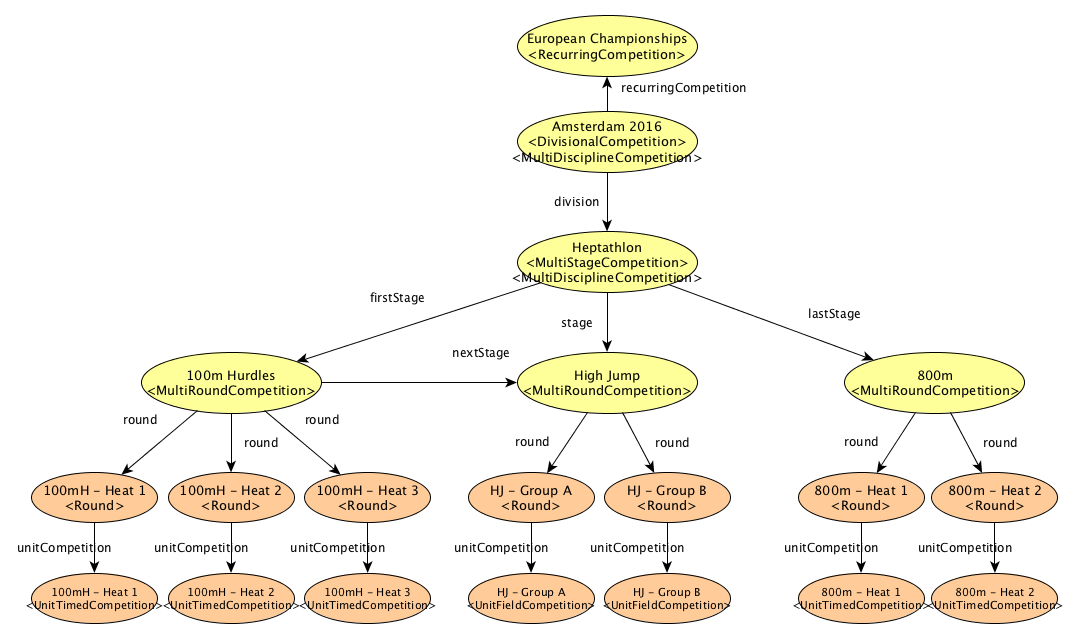 European Championships
<RecurringCompetition>
recurringCompetition
Amsterdam 2016
<DivisionalCompetition>
<MultiDisciplineCompetition>
division
Heptathlon
<MultiStageCompetition>
<MultiDisciplineCompetition>
firstStage
stage
lastStage
nextStage
100m Hurdles
<MultiRoundCompetition>
High Jump
<MultiRoundCompetition>
800m
<MultiRoundCompetition>
round
round
round
round
round
round
round
100mH – Heat 1
<Round>
100mH – Heat 2
<Round>
100mH – Heat 3
<Round>
HJ – Group A
<Round>
HJ – Group B
<Round>
800m – Heat 1
<Round>
800m – Heat 2
<Round>
unitCompetition
unitCompetition
unitCompetition
unitCompetition
unitCompetition
unitCompetition
unitCompetition
100mH – Heat 1
<UnitTimedCompetition>
100mH – Heat 2
<UnitTimedCompetition>
100mH – Heat 3
<UnitTimedCompetition>
HJ – Group A
<UnitFieldCompetition>
HJ – Group B
<UnitFieldCompetition>
800m – Heat 1
<UnitTimedCompetition>
800m – Heat 2
<UnitTimedCompetition>